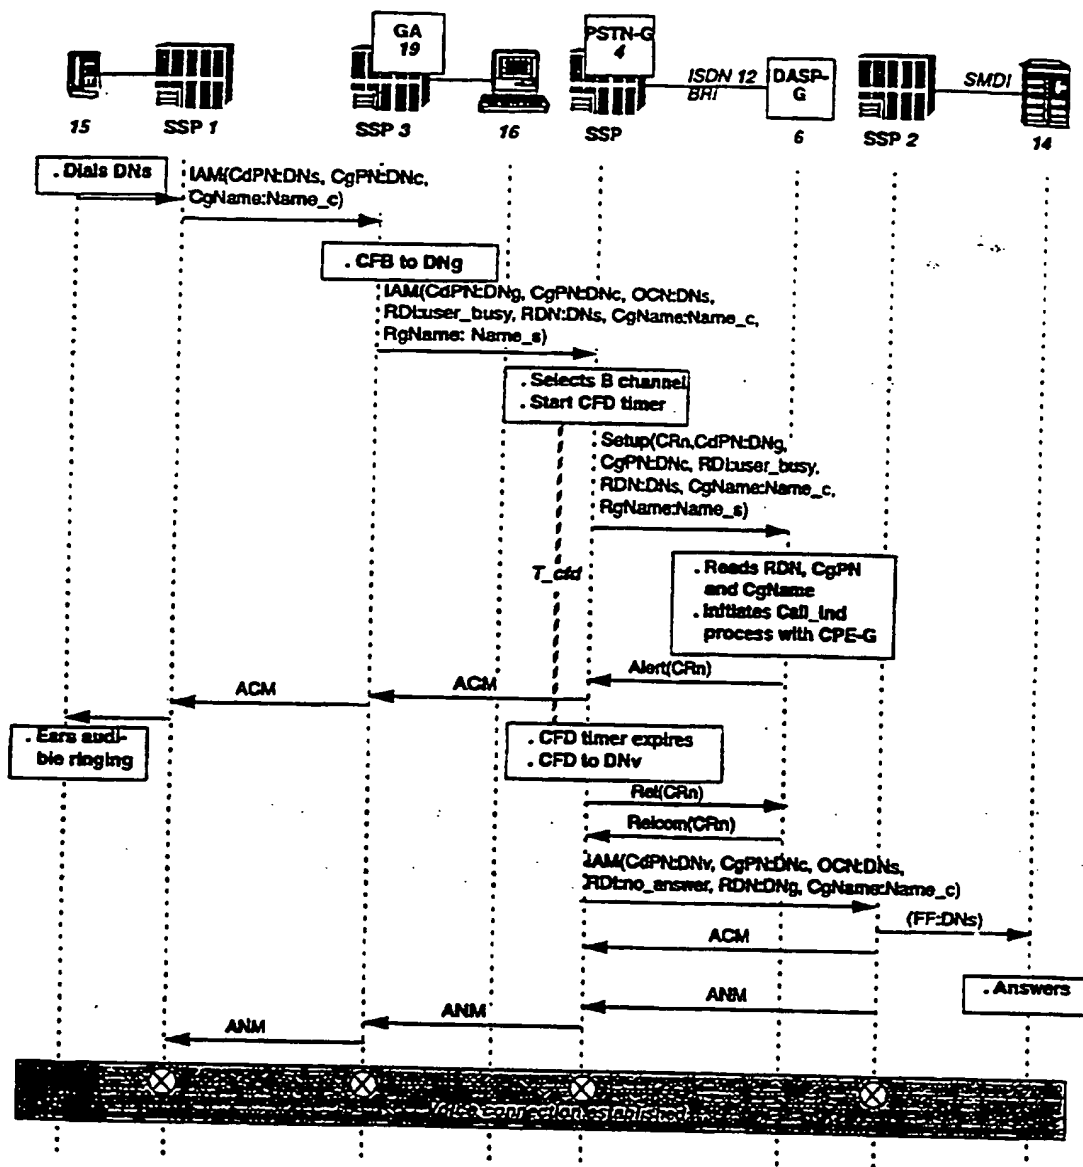 GA
19
PSTN-G
4
ISDN 12
BRI
DASP-
G
SMDI
15
SSP 1
SSP 3
16
SSP
6
SSP 2
14
. Dials DNs
IAM(CdPN:DNs, CgPN:DNc,
CgName:Name_c)
. CFB to DNg
IAM(CdPN:DNg, CgPN:DNc, OCN:DNs,
RDI:user_busy, RDN:DNs, CgName:Name_c,
RgName: Name_s)
. Selects B channel
. Start CFD timer
Setup(CRn,CdPN:DNg,
CgPN:DNc, RDI:user_busy,
RDN:DNs, CgName:Name_c,
RgName:Name_s)
T_cfd
. Reads RDN, CgPN
and CgName
. Initiates Call_Ind
process with CPE-G
Alert(CRn)
ACM
ACM
. Ears audi-
ble ringing
. CFD timer expires
. CFD to DNv
Rel(CRn)
Relcom(CRn)
IAM(CdPN:DNv, CgPN:DNc, OCN:DNs,
RDI:no_answer, RDN:DNg, CgName:Name_c)
(FF:DNs)
ACM
. Answers
ANM
ANM
ANM
Voice connection established